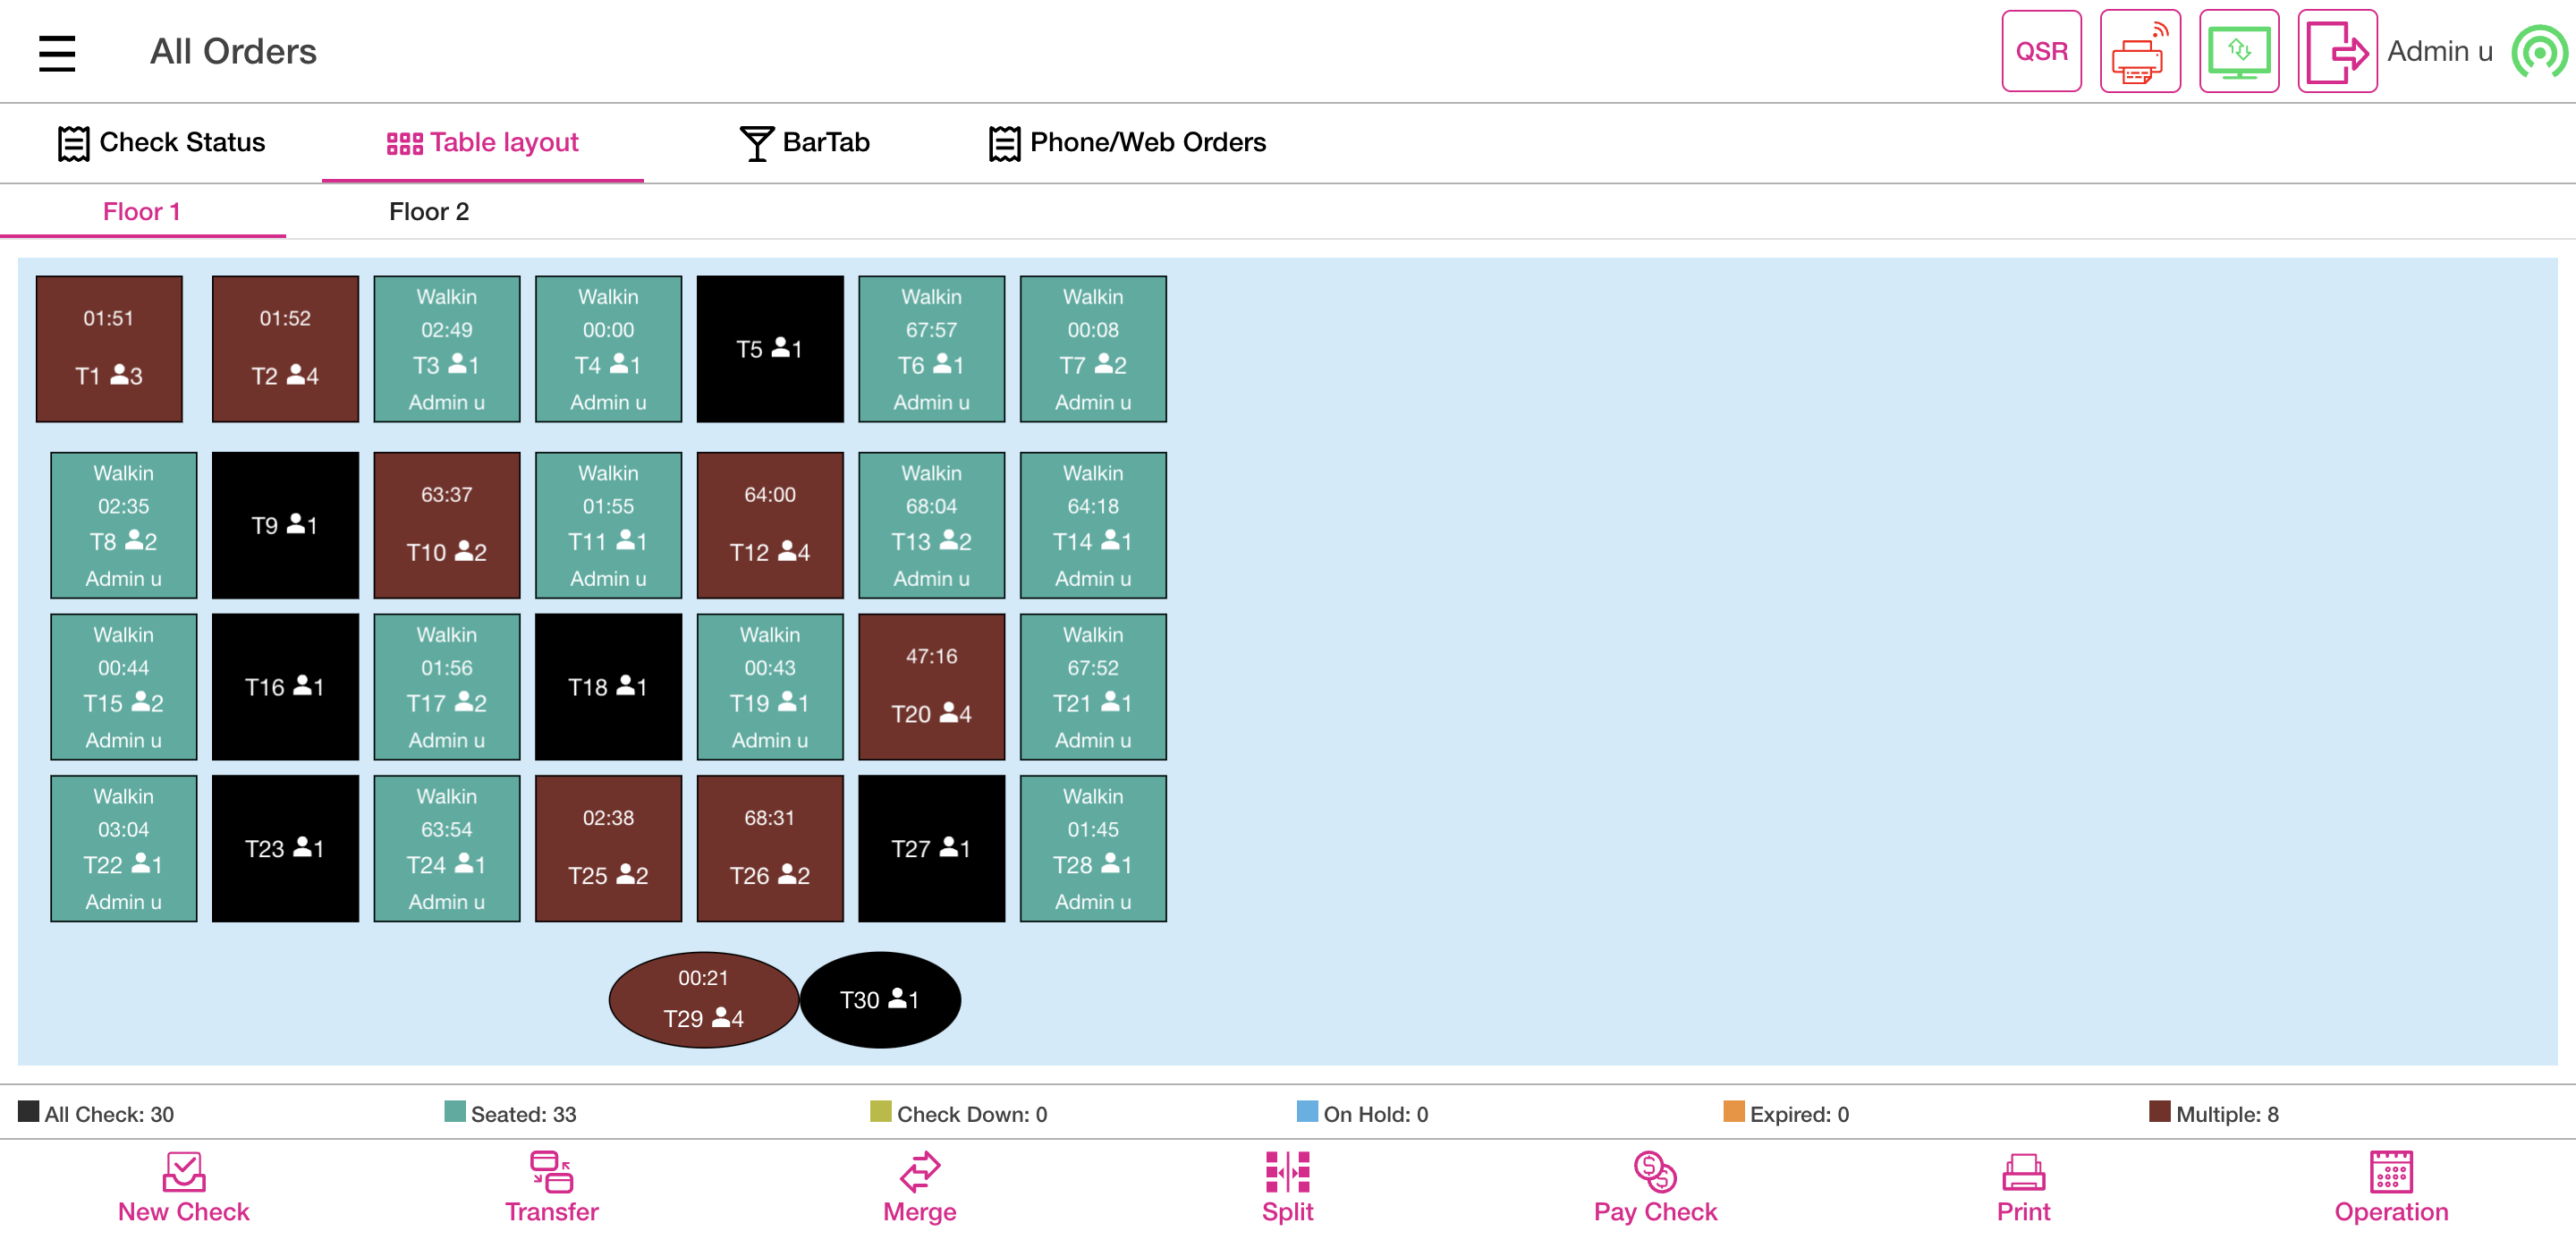 All Orders
QSR
Admin u
Check Status
Table layout
BarTab
Phone/Web Orders
Floor 1
Floor 2
01:51
T1 3
01:52
T2 4
Walkin
02:49
T3 1
Admin u
Walkin
00:00
T4 1
Admin u
T5 1
Walkin
67:57
T6 1
Admin u
Walkin
00:08
T7 2
Admin u
Walkin
02:35
T8 2
Admin u
T9 1
63:37
T10 2
Walkin
01:55
T11 1
Admin u
64:00
T12 4
Walkin
68:04
T13 2
Admin u
Walkin
64:18
T14 1
Admin u
Walkin
00:44
T15 2
Admin u
T16 1
Walkin
01:56
T17 2
Admin u
T18 1
Walkin
00:43
T19 1
Admin u
47:16
T20 4
Walkin
67:52
T21 1
Admin u
Walkin
03:04
T22 1
Admin u
T23 1
Walkin
63:54
T24 1
Admin u
02:38
T25 2
68:31
T26 2
T27 1
Walkin
01:45
T28 1
Admin u
00:21
T29 4
T30 1
All Check: 30
Seated: 33
Check Down: 0
On Hold: 0
Expired: 0
Multiple: 8
New Check
Transfer
Merge
Split
Pay Check
Print
Operation